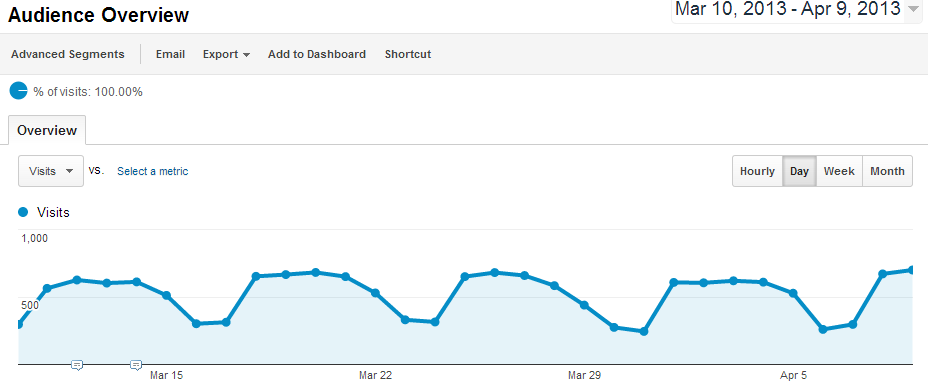 Audience Overview
Mar 10, 2013 - Apr 9, 2013
Advanced Segments Email Export Add to Dashboard Shortcut
% of visits: 100.00%
Overview
Visits vs. Select a metric Hourly Day Week Month
Visits
1,000
500
Mar 15 Mar 22 Mar 29 Apr 5